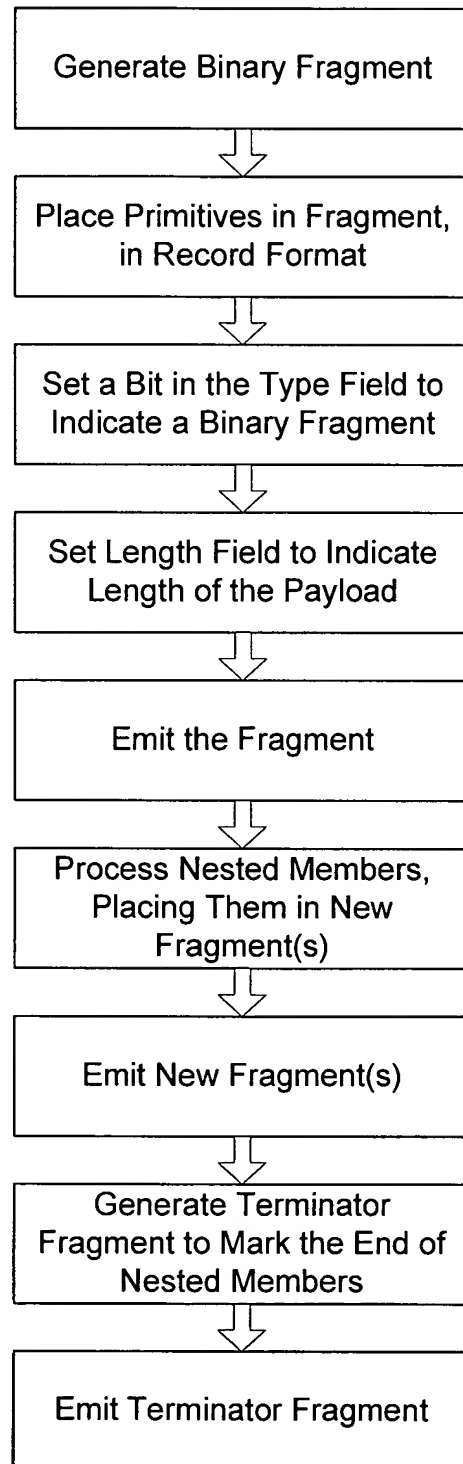 Generate Binary Fragment
Place Primitives in Fragment,
in Record Format
Set a Bit in the Type Field to
Indicate a Binary Fragment
Set Length Field to Indicate
Length of the Payload
Emit the Fragment
Process Nested Members,
Placing Them in New
Fragment(s)
Emit New Fragment(s)
Generate Terminator
Fragment to Mark the End of
Nested Members
Emit Terminator Fragment